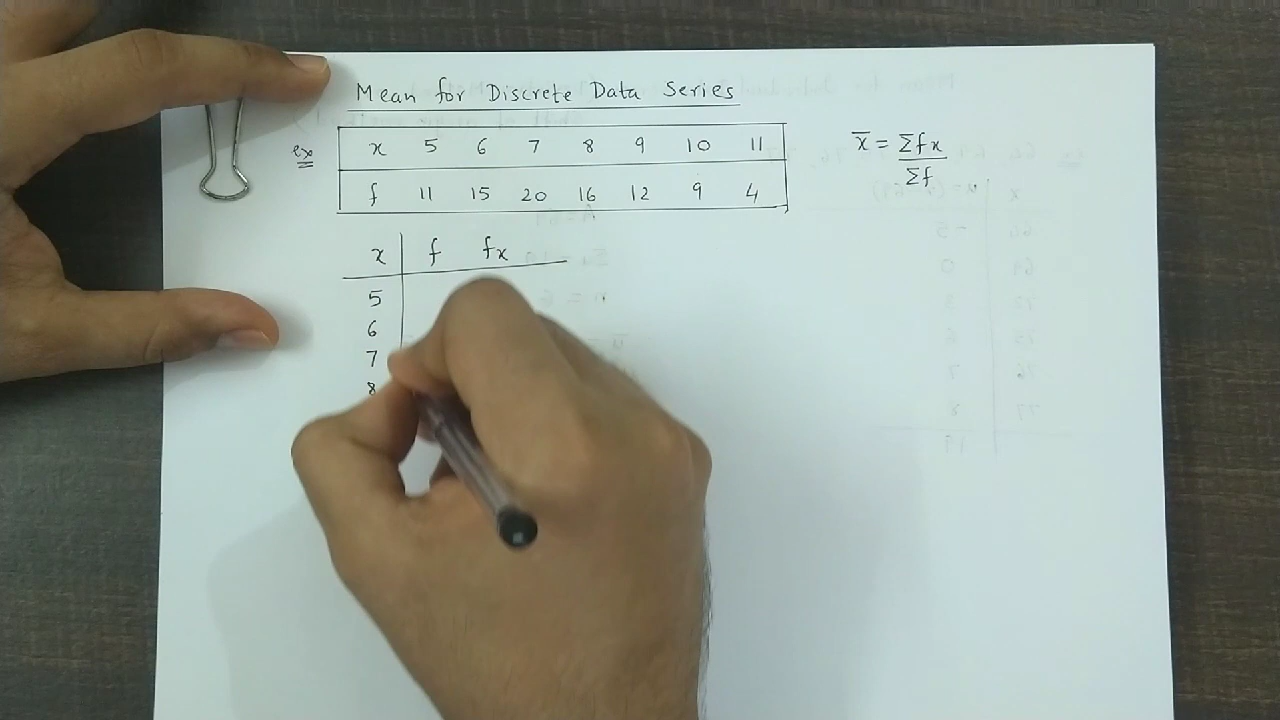 Mean for Discrete Data Series
ex x 5 6 7 8 9 10 11
f 11 15 20 16 12 9 4
x̄ = Σfx / Σf
x f fx
5
6
7
8